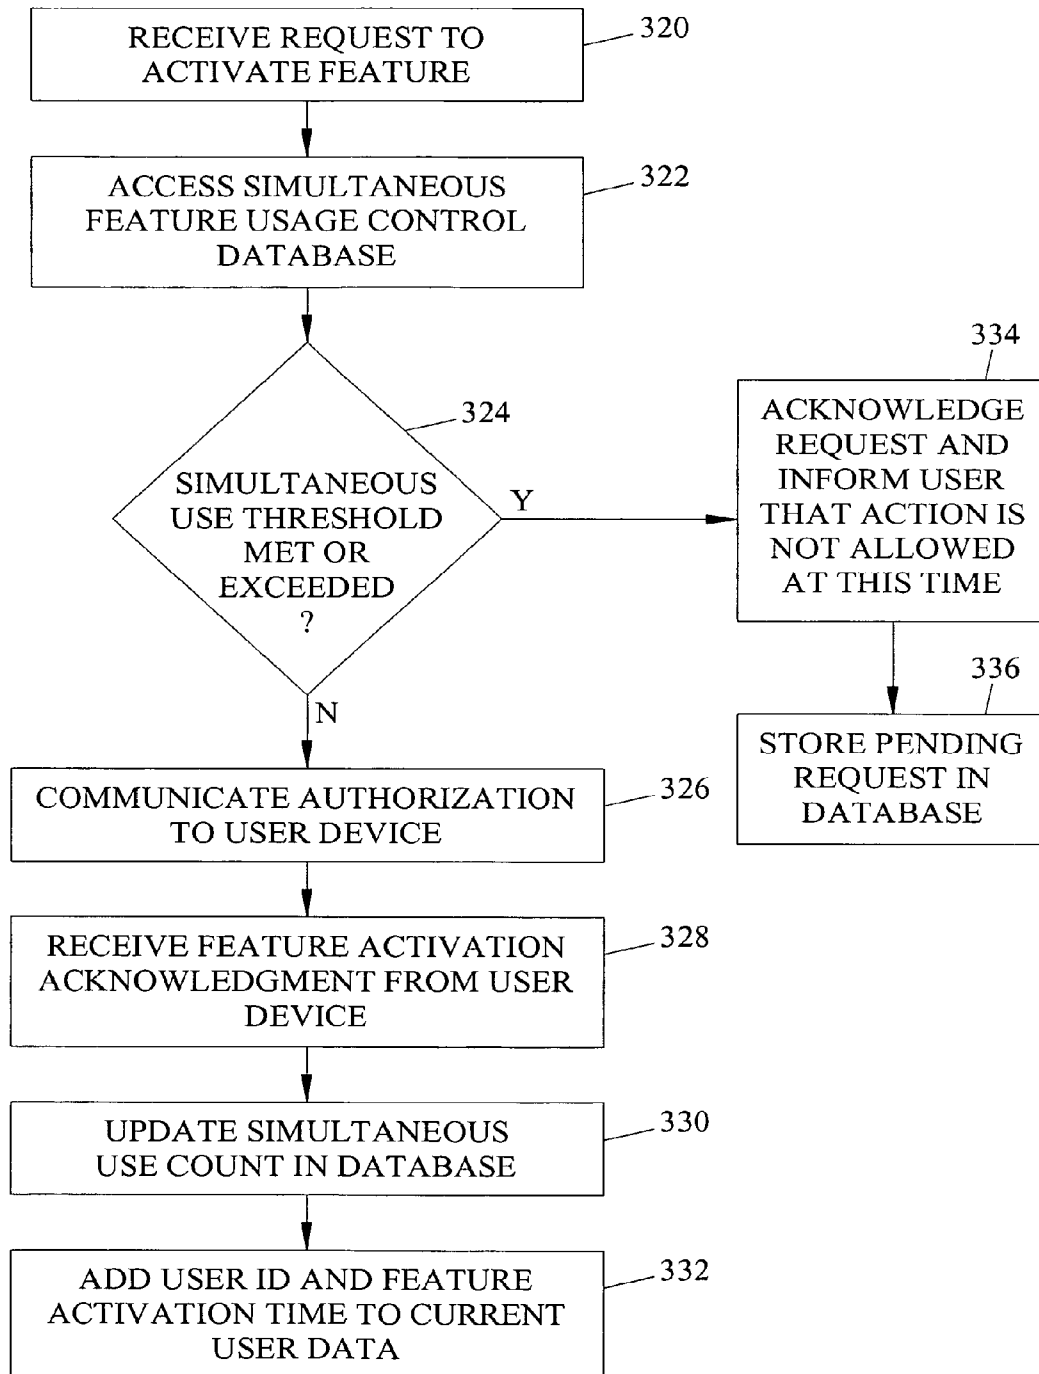 RECEIVE REQUEST TO
ACTIVATE FEATURE
320
ACCESS SIMULTANEOUS
FEATURE USAGE CONTROL
DATABASE
322
324
SIMULTANEOUS
USE THRESHOLD
MET OR
EXCEEDED
?
Y
N
334
ACKNOWLEDGE
REQUEST AND
INFORM USER
THAT ACTION IS
NOT ALLOWED
AT THIS TIME
336
STORE PENDING
REQUEST IN
DATABASE
COMMUNICATE AUTHORIZATION
TO USER DEVICE
326
RECEIVE FEATURE ACTIVATION
ACKNOWLEDGMENT FROM USER
DEVICE
328
UPDATE SIMULTANEOUS
USE COUNT IN DATABASE
330
ADD USER ID AND FEATURE
ACTIVATION TIME TO CURRENT
USER DATA
332